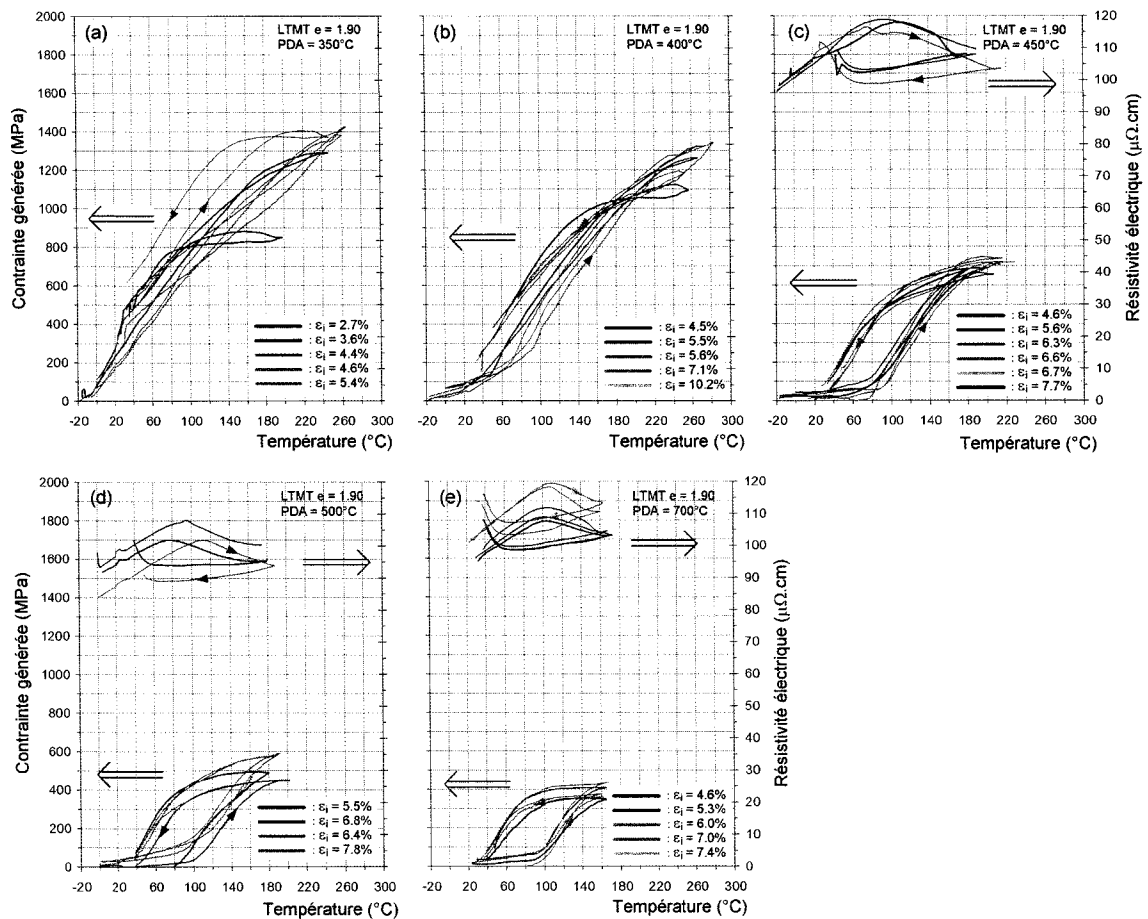 (a)
LTMT e = 1.90
PDA = 350°C
Contrainte générée (MPa)
2000
1800
1600
1400
1200
1000
800
600
400
200
0
: εi = 2.7%
: εi = 3.6%
: εi = 4.4%
: εi = 4.6%
: εi = 5.4%
-20 20 60 100 140 180 220 260 300
Température (°C)
(b)
LTMT e = 1.90
PDA = 400°C
: εi = 4.5%
: εi = 5.5%
: εi = 5.6%
: εi = 7.1%
: εi = 10.2%
-20 20 60 100 140 180 220 260 300
Température (°C)
(c)
LTMT e = 1.90
PDA = 450°C
: εi = 4.6%
: εi = 5.6%
: εi = 6.3%
: εi = 6.6%
: εi = 6.7%
: εi = 7.7%
-20 20 60 100 140 180 220 260 300
Température (°C)
120
110
100
90
80
70
60
50
40
30
20
10
0
Résistivité électrique (μΩ.cm)
(d)
LTMT e = 1.90
PDA = 500°C
Contrainte générée (MPa)
2000
1800
1600
1400
1200
1000
800
600
400
200
0
: εi = 5.5%
: εi = 6.8%
: εi = 6.4%
: εi = 7.8%
-20 20 60 100 140 180 220 260 300
Température (°C)
(e)
LTMT e = 1.90
PDA = 700°C
: εi = 4.6%
: εi = 5.3%
: εi = 6.0%
: εi = 7.0%
: εi = 7.4%
-20 20 60 100 140 180 220 260 300
Température (°C)
120
110
100
90
80
70
60
50
40
30
20
10
0
Résistivité électrique (μΩ.cm)